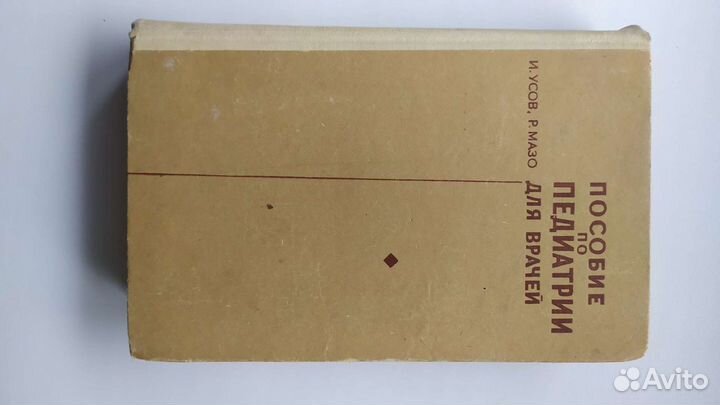 И. УСОВ, Р. МАЗО
ПОСОБИЕ
ПО
ПЕДИАТРИИ
ДЛЯ ВРАЧЕЙ
Avito